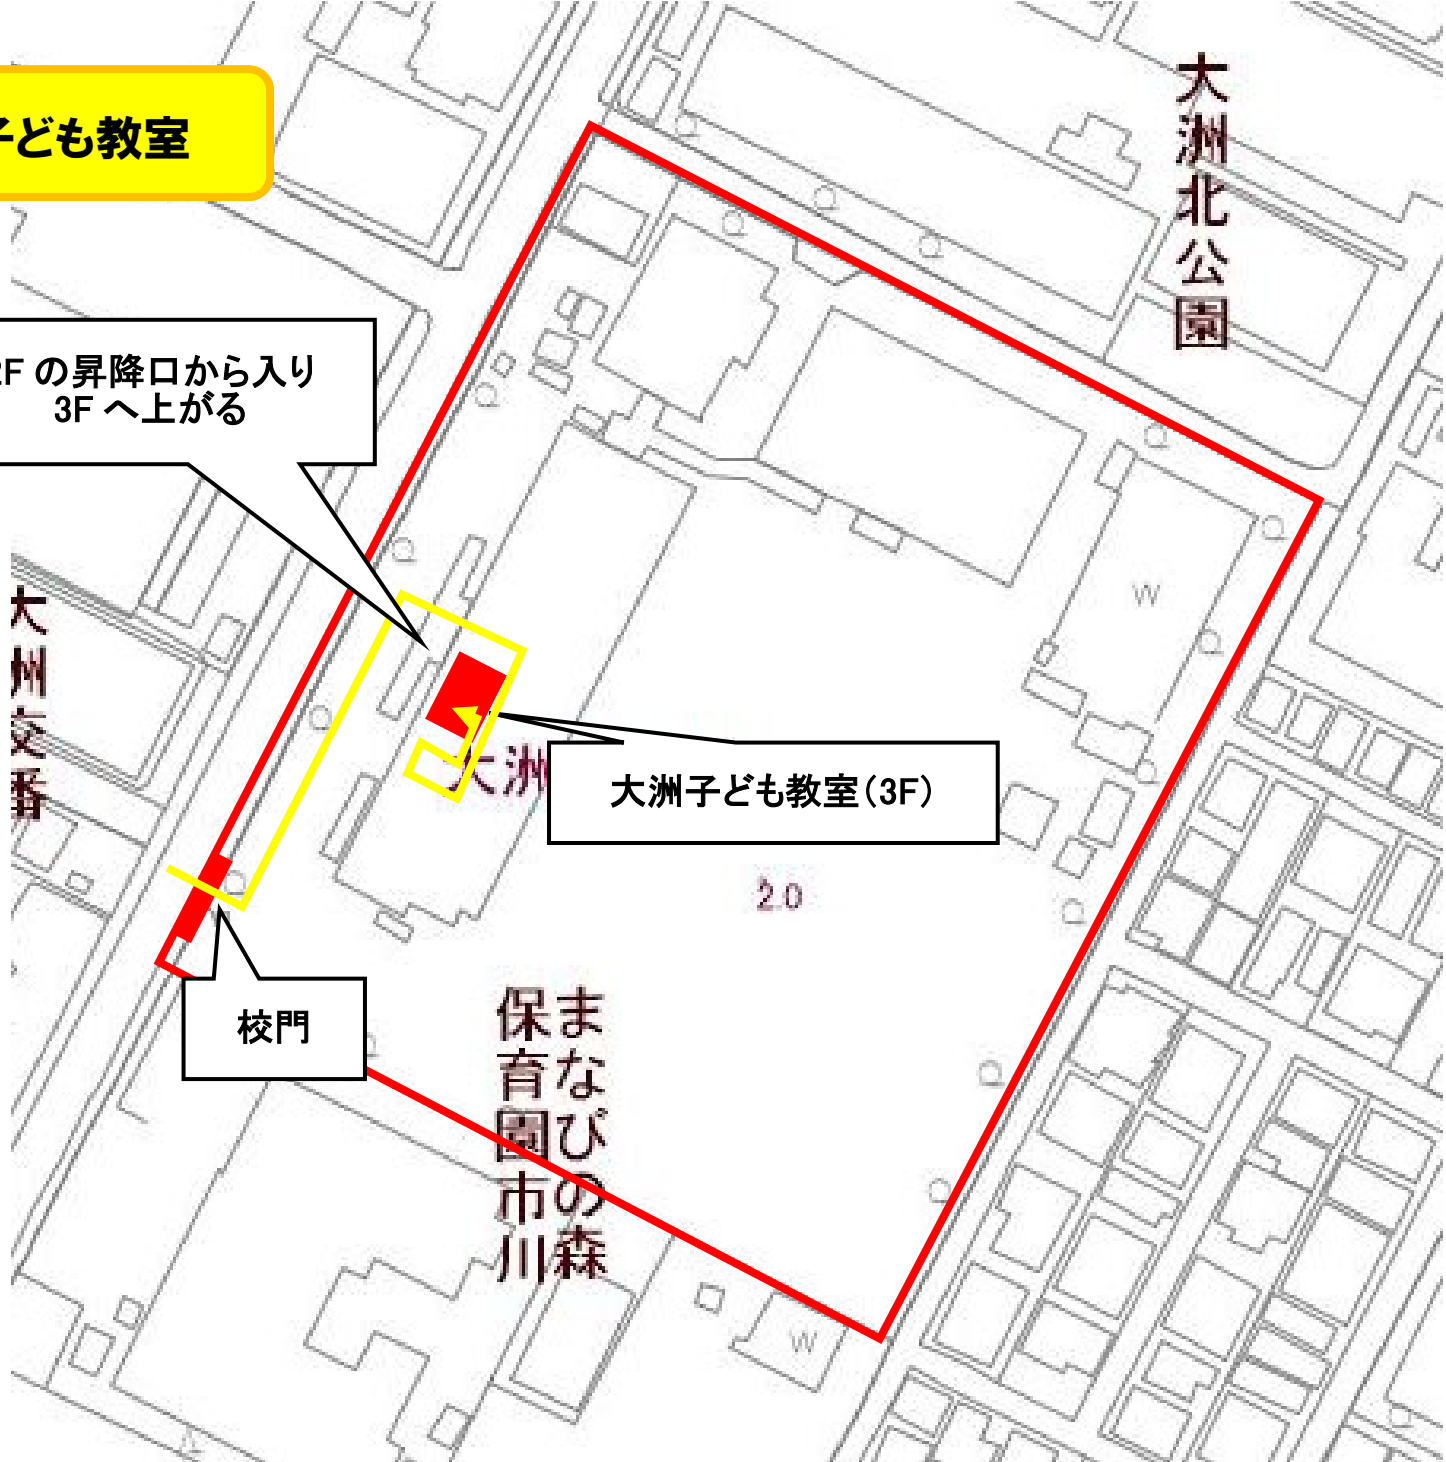 子ども教室
2F の昇降口から入り
3F へ上がる
大洲北公園
大州交番
大洲
大洲子ども教室(3F)
2.0
校門
まなびの森
保育園市川
W
W